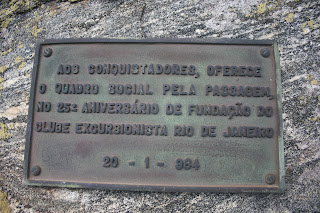 AOS CONQUISTADORES, OFERECE
O QUADRO SOCIAL PELA PASSAGEM,
NO 25º ANIVERSÁRIO DE FUNDAÇÃO DO
CLUBE EXCURSIONISTA RIO DE JANEIRO
20 - 1 - 984